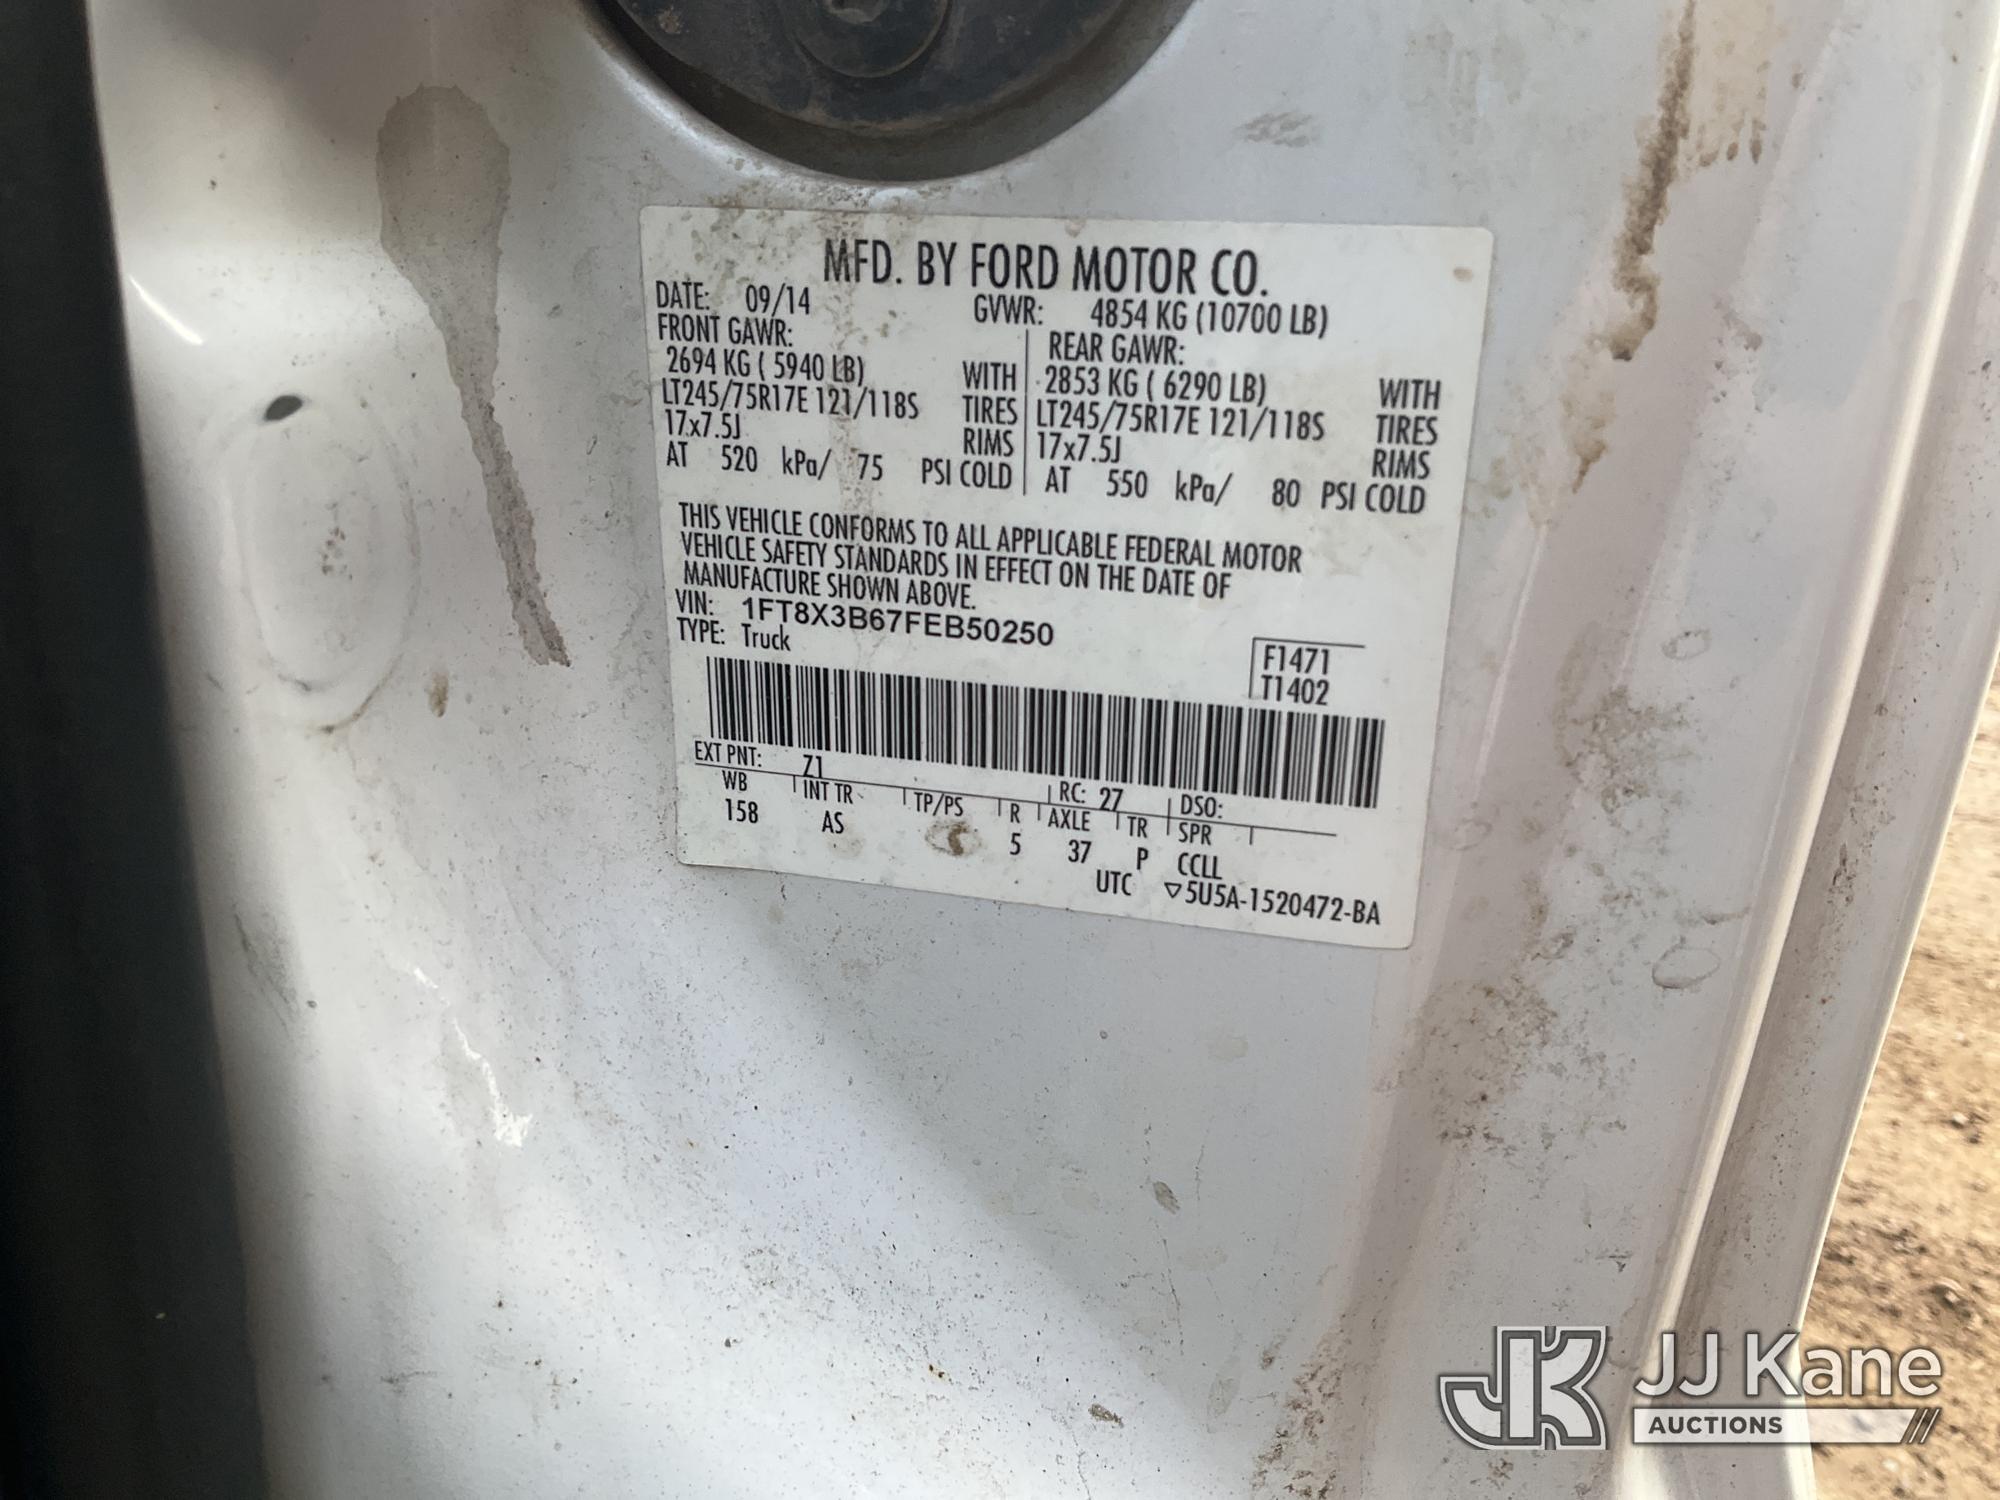 MFD. BY FORD MOTOR CO.
DATE: 09/14 GVWR: 4854 KG (10700 LB)
FRONT GAWR: REAR GAWR:
2694 KG ( 5940 LB) WITH 2853 KG ( 6290 LB) WITH
LT245/75R17E 121/118S TIRES LT245/75R17E 121/118S TIRES
17x7.5J RIMS 17x7.5J RIMS
AT 520 kPa/ 75 PSI COLD AT 550 kPa/ 80 PSI COLD
THIS VEHICLE CONFORMS TO ALL APPLICABLE FEDERAL MOTOR
VEHICLE SAFETY STANDARDS IN EFFECT ON THE DATE OF
MANUFACTURE SHOWN ABOVE.
VIN: 1FT8X3B67FEB50250
TYPE: Truck
F1471
T1402
EXT PNT: Z1 RC: 27 DSO:
WB INT TR TP/PS R AXLE TR SPR
158 AS 5 37 P CCLL
UTC ▽5U5A-1520472-BA
JK JJ Kane
AUCTIONS